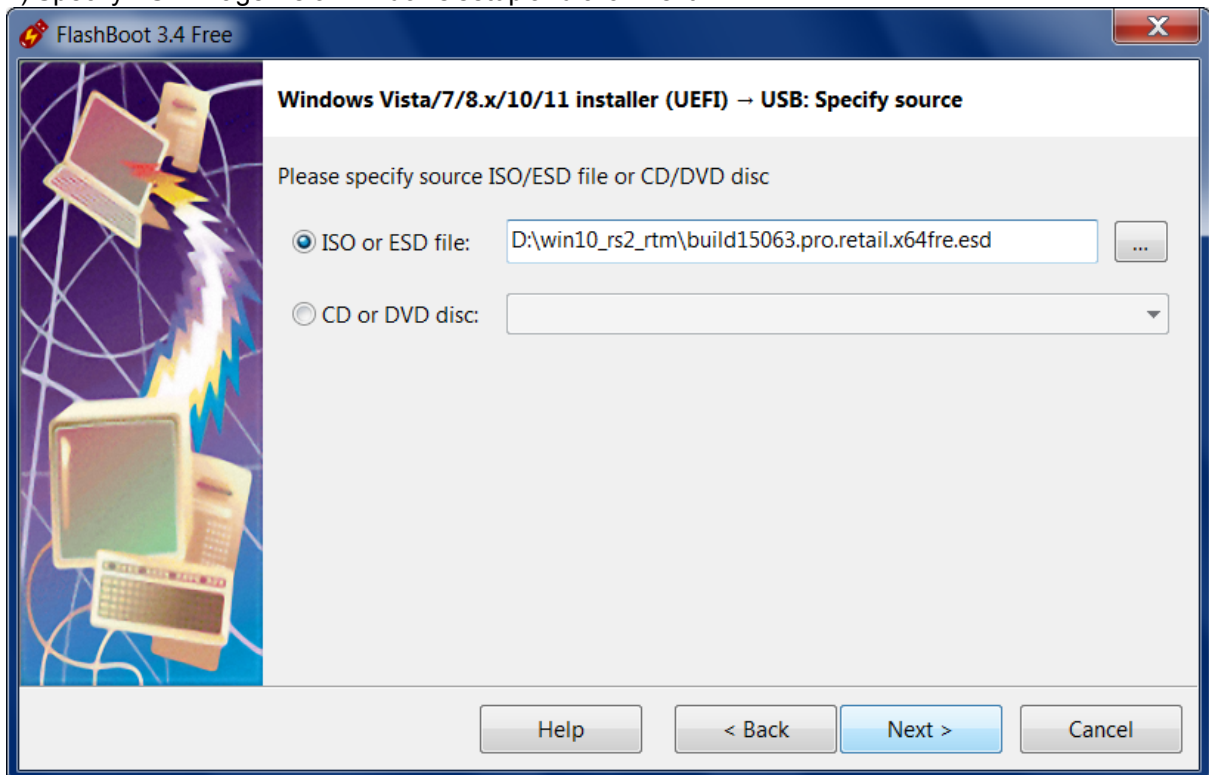 FlashBoot 3.4 Free
Windows Vista/7/8.x/10/11 installer (UEFI) → USB: Specify source
Please specify source ISO/ESD file or CD/DVD disc
ISO or ESD file: D:\win10_rs2_rtm\build15063.pro.retail.x64fre.esd ...
CD or DVD disc:
Help < Back Next > Cancel